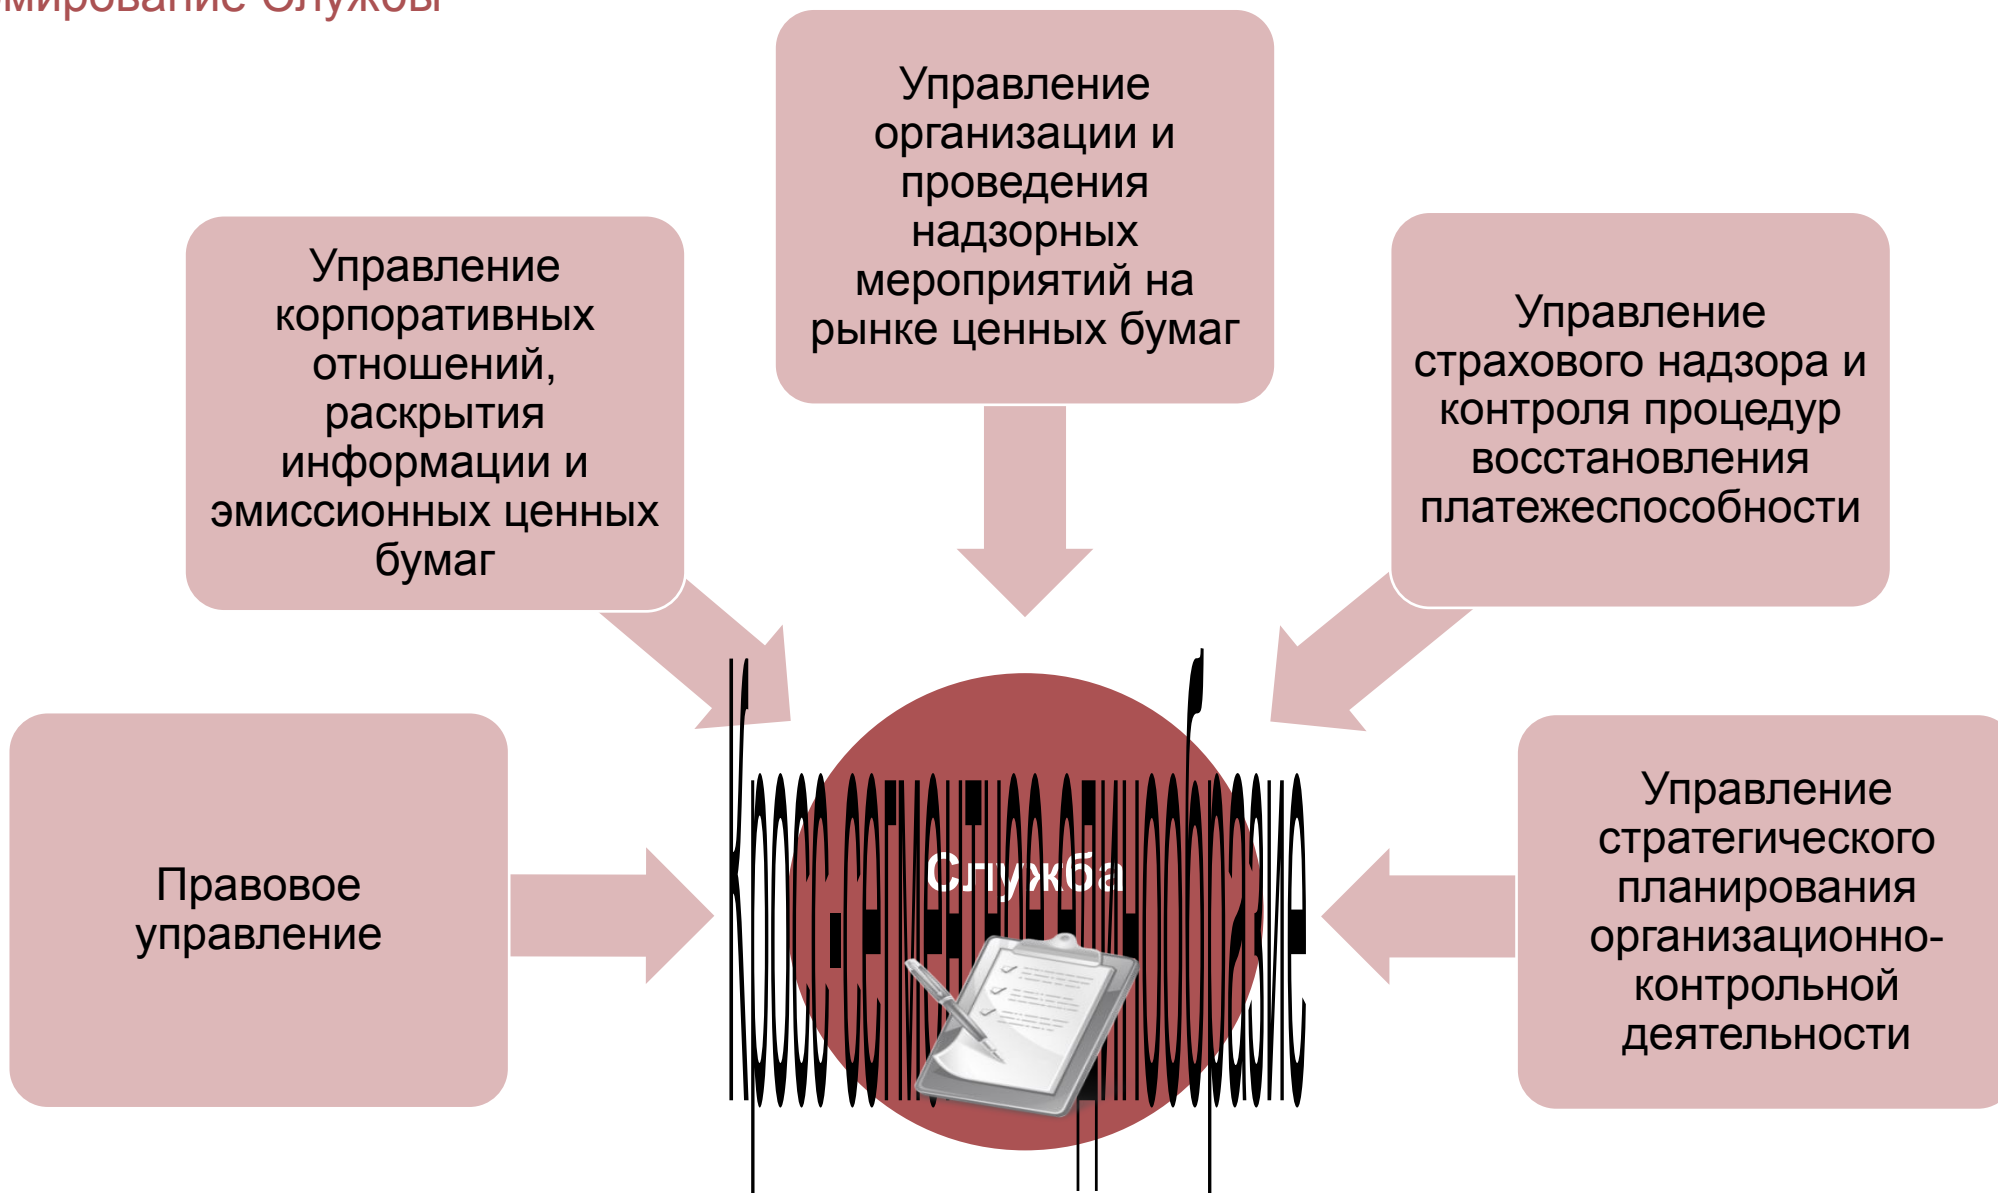 Службы
Управление
организации и
проведения
надзорных
мероприятий на
рынке ценных бумаг
Управление
корпоративных
отношений,
раскрытия
информации и
эмиссионных ценных
бумаг
Управление
страхового надзора и
контроля процедур
восстановления
платежеспособности
Правовое
управление
Служба
Управление
стратегического
планирования
организационно-
контрольной
деятельности